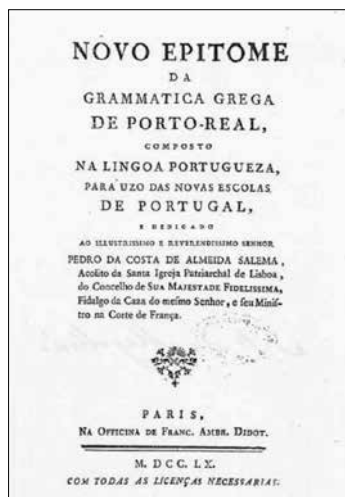 NOVO EPITOME
DA
GRAMMATICA GREGA
DE PORTO-REAL,
COMPOSTO
NA LINGOA PORTUGUEZA,
PARA UZO DAS NOVAS ESCOLAS
DE PORTUGAL,
E DEDICADO
AO ILLUSTRISSIMO E REVERENDISSIMO SENHOR
PEDRO DA COSTA DE ALMEIDA SALEMA,
Acolito da Santa Igreja Patriarchal de Lisboa,
do Concelho de SUA MAJESTADE FIDELISSIMA,
Fidalgo da Caza do mesmo Senhor, e seu Minis-
tro na Corte de França.
PARIS,
NA OFFICINA DE FRANC. AMBR. DIDOT.
M. DCC. LX.
COM TODAS AS LICENÇAS NECESSARIAS.